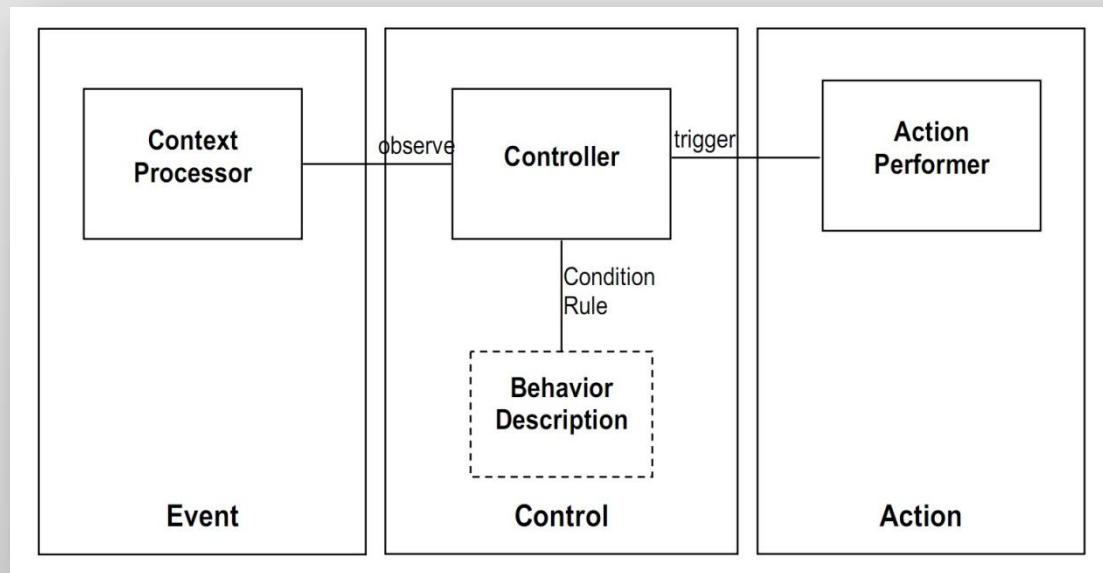 Context
Processor
observe
Controller
trigger
Action
Performer
Condition
Rule
Behavior
Description
Event
Control
Action